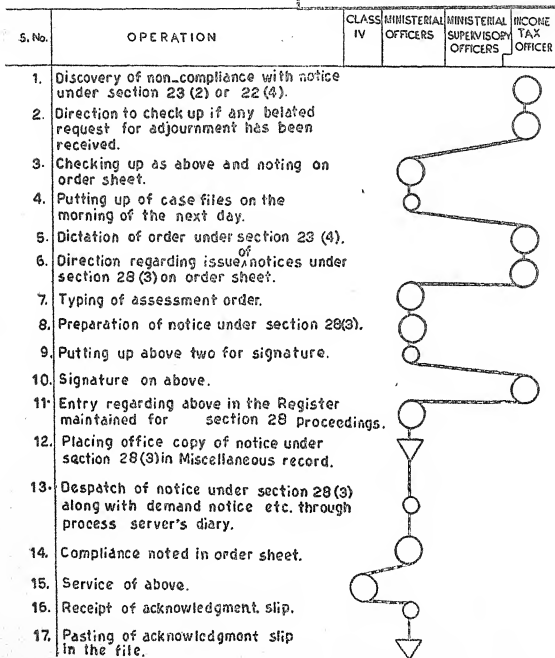 S. No.
OPERATION
CLASS IV
MINISTERIAL OFFICERS
MINISTERIAL SUPERVISORY OFFICERS
INCOME TAX OFFICER
1. Discovery of non-compliance with notice
under section 23 (2) or 22 (4).
2. Direction to check up if any belated
request for adjournment has been
received.
3. Checking up as above and noting on
order sheet.
4. Putting up of case files on the
morning of the next day.
5. Dictation of order under section 23 (4).
6. Direction regarding issue of notices under
section 28 (3) on order sheet.
7. Typing of assessment order.
8. Preparation of notice under section 28(3).
9. Putting up above two for signature.
10. Signature on above.
11. Entry regarding above in the Register
maintained for section 28 proceedings.
12. Placing office copy of notice under
section 28(3) in Miscellaneous record.
13. Despatch of notice under section 28(3)
along with demand notice etc. through
process server's diary.
14. Compliance noted in order sheet.
15. Service of above.
16. Receipt of acknowledgment slip.
17. Pasting of acknowledgmont slip
in the file.